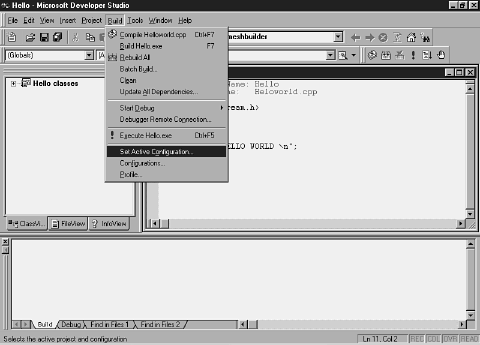 Hello - Microsoft Developer Studio
File Edit View Insert Project Build Tools Window Help
Compile Helloworld.cpp Ctrl+F7
meshbuilder
Build Hello.exe F7
(Globals)
Rebuild All
Batch Build...
Clean
Hello classes
Name: Hello
Update All Dependencies...
Name: Heloworld.cpp
Start Debug
ream.h>
Debugger Remote Connection...
Execute Hello.exe Ctrl+F5
Set Active Configuration...
ELLO WORLD \n";
Configurations...
Profile...
ClassVi... FileView InfoView
Build Debug Find in Files 1 Find in Files 2
Selects the active project and configuration Ln 11, Col 2 REC COL OVR READ